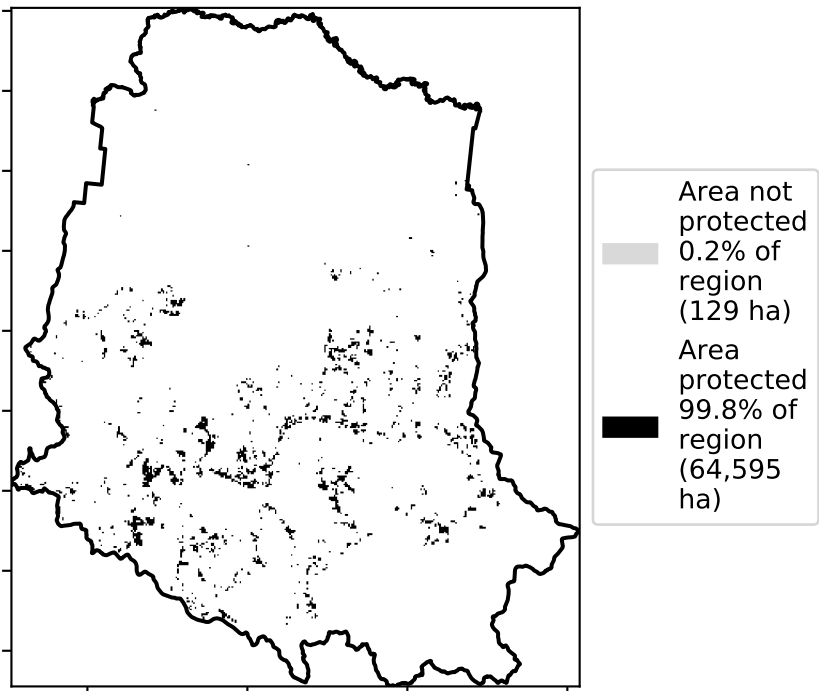 Area not
protected
0.2% of
region
(129 ha)
Area
protected
99.8% of
region
(64,595
ha)